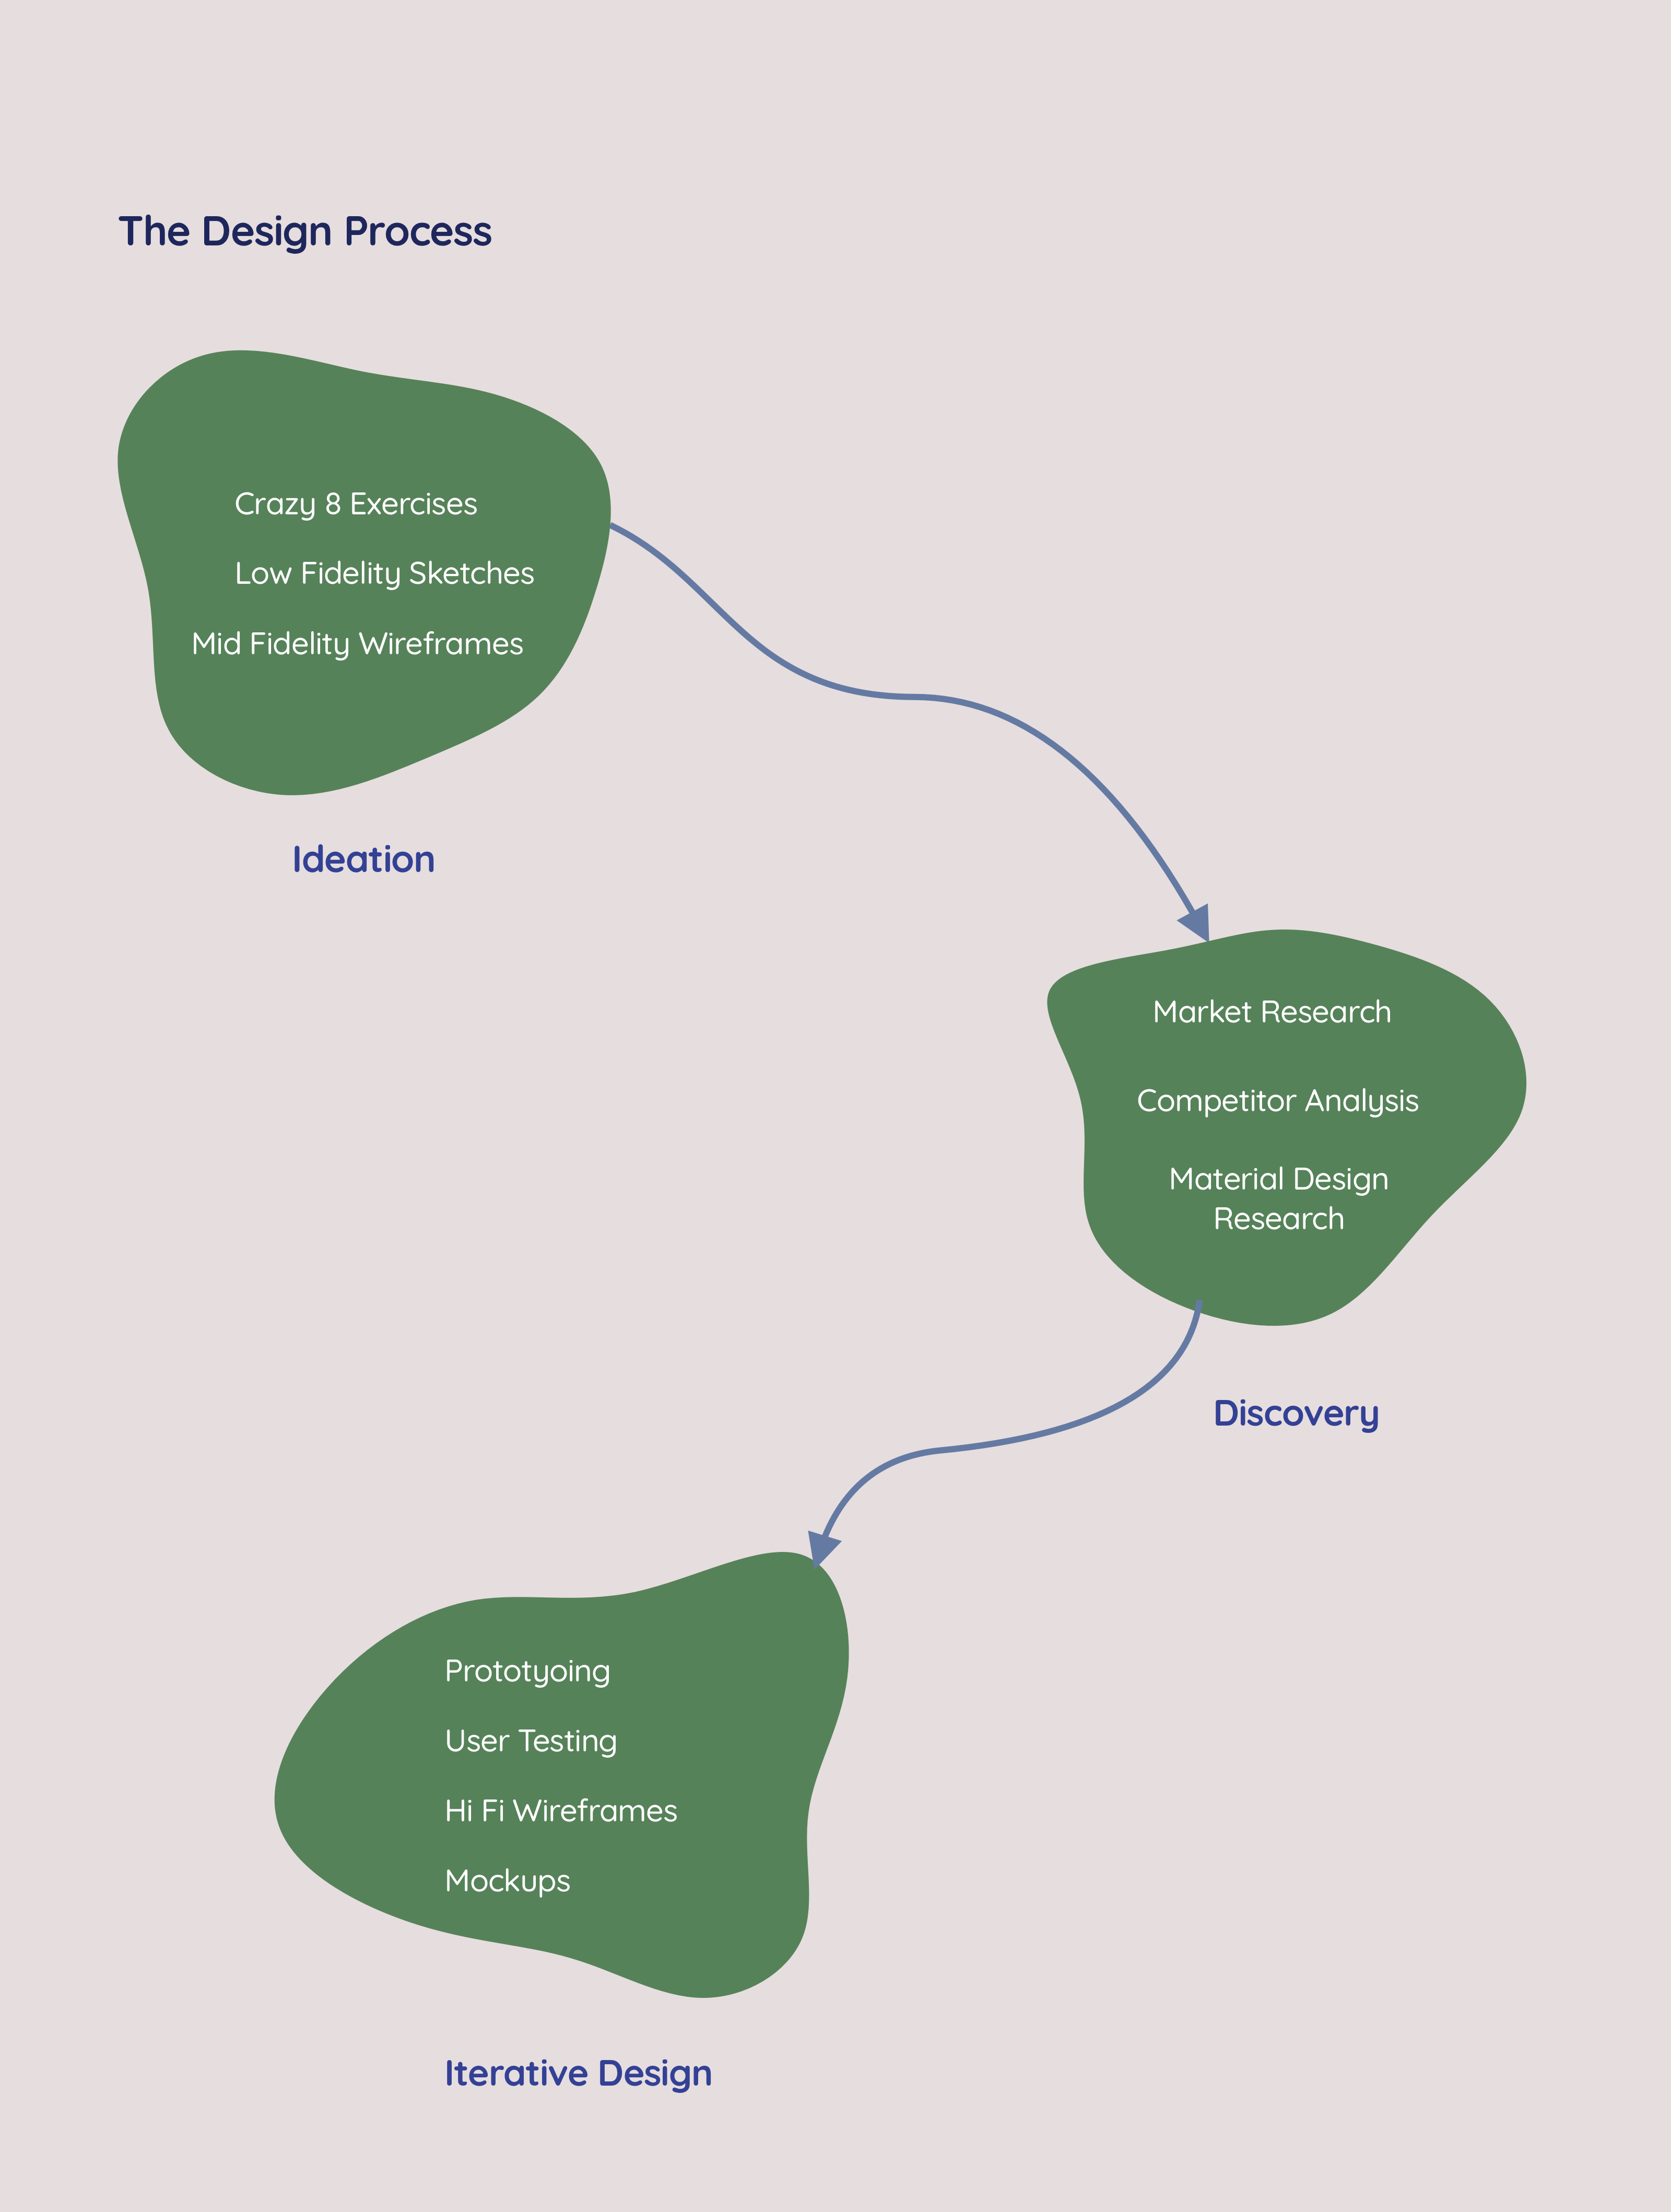 The Design Process
Crazy 8 Exercises
Low Fidelity Sketches
Mid Fidelity Wireframes
Ideation
Market Research
Competitor Analysis
Material Design
Research
Discovery
Prototyoing
User Testing
Hi Fi Wireframes
Mockups
Iterative Design